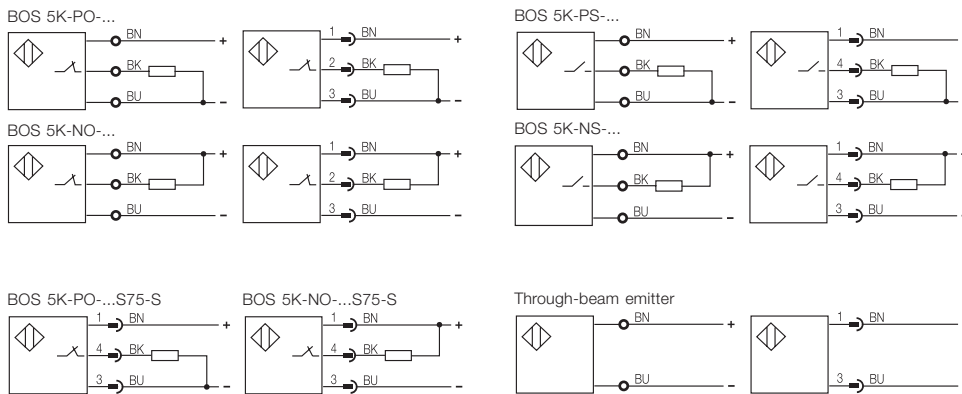 BOS 5K-PO-...
BN
+
BK
BU
–
1 BN
+
2 BK
3 BU
–
BOS 5K-PS-...
BN
+
BK
BU
–
1 BN
4 BK
3 BU
BOS 5K-NO-...
BN
+
BK
BU
–
1 BN
+
2 BK
3 BU
–
BOS 5K-NS-...
BN
+
BK
BU
–
1 BN
4 BK
3 BU
BOS 5K-PO-...S75-S
1 BN
+
4 BK
3 BU
–
BOS 5K-NO-...S75-S
1 BN
+
4 BK
3 BU
–
Through-beam emitter
BN
+
BU
–
1 BN
3 BU